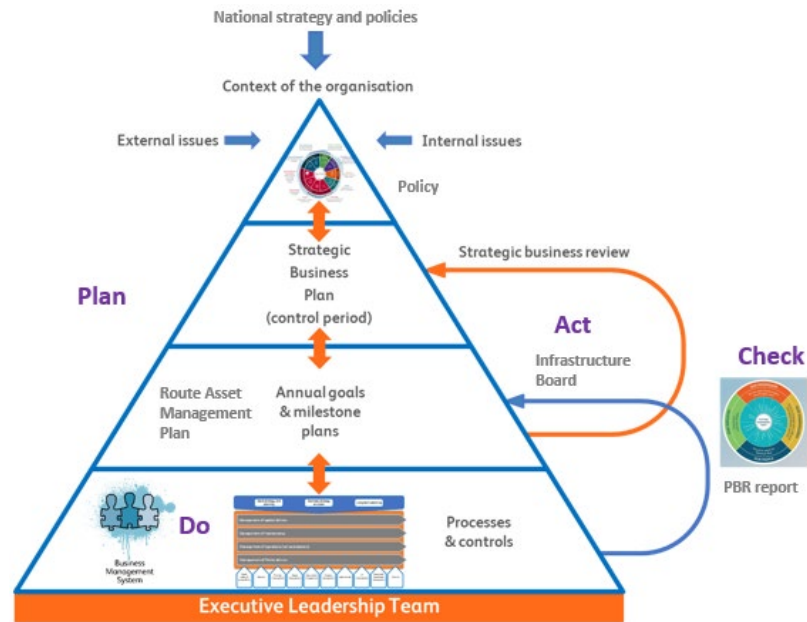 National strategy and policies
Context of the organisation
External issues
Internal issues
Policy
Strategic
Business
Plan
(control period)
Strategic business review
Plan
Act
Check
Infrastructure
Board
Route Asset
Management
Plan
Annual goals
& milestone
plans
PBR report
Do
Processes
& controls
Business
Management
System
Executive Leadership Team